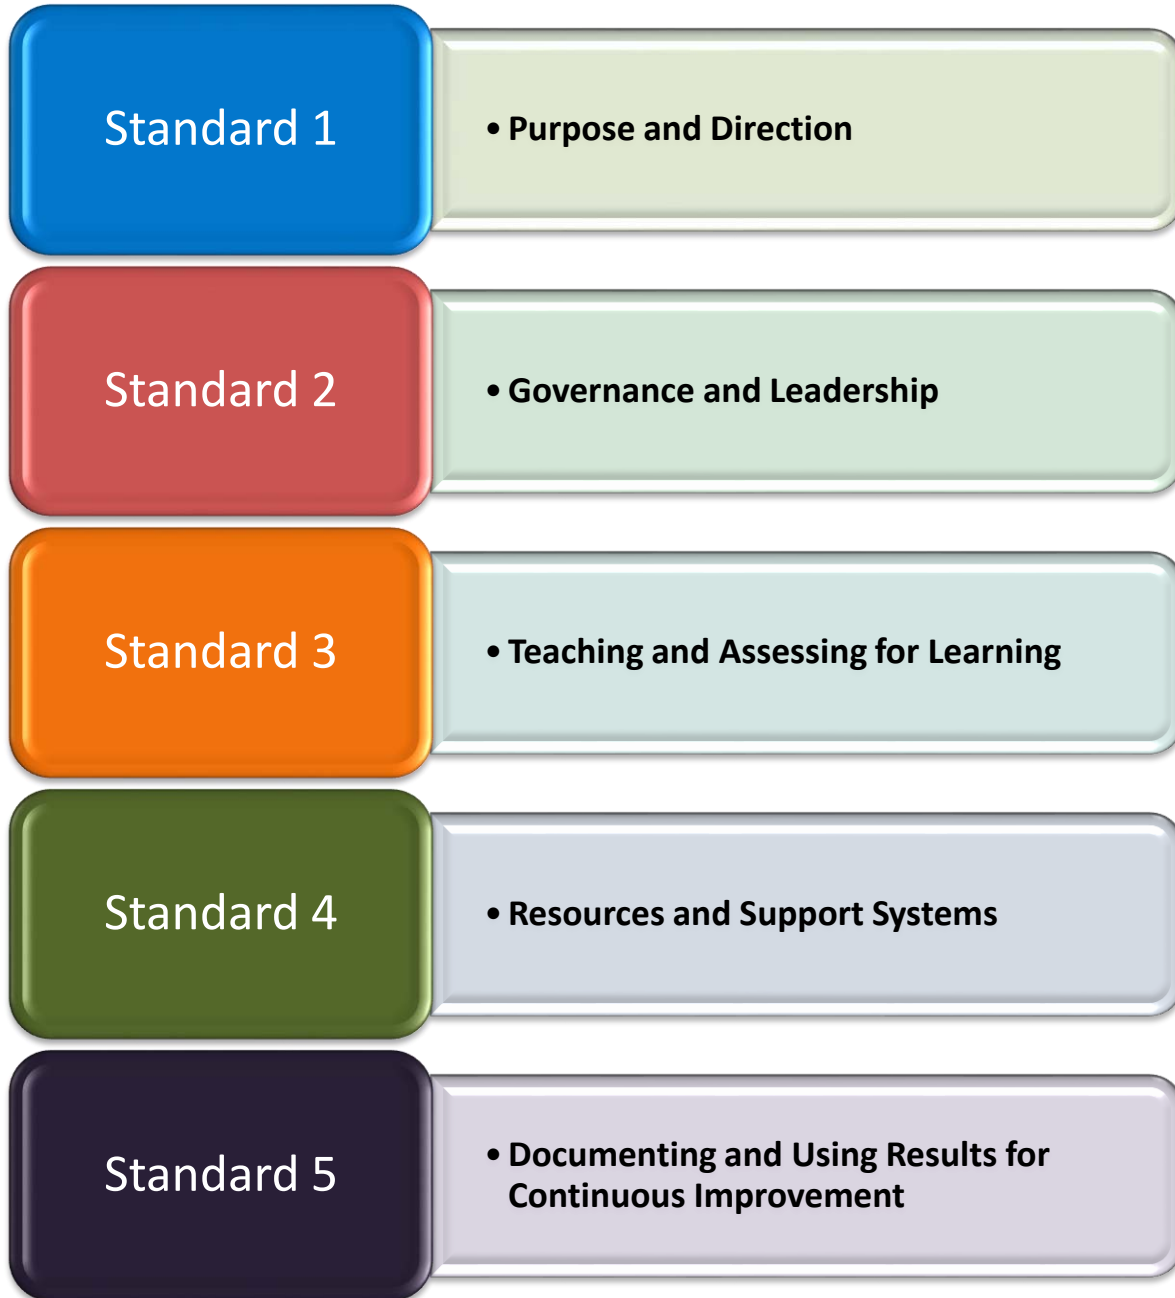 Standard 1
• Purpose and Direction
Standard 2
• Governance and Leadership
Standard 3
• Teaching and Assessing for Learning
Standard 4
• Resources and Support Systems
Standard 5
• Documenting and Using Results for
Continuous Improvement